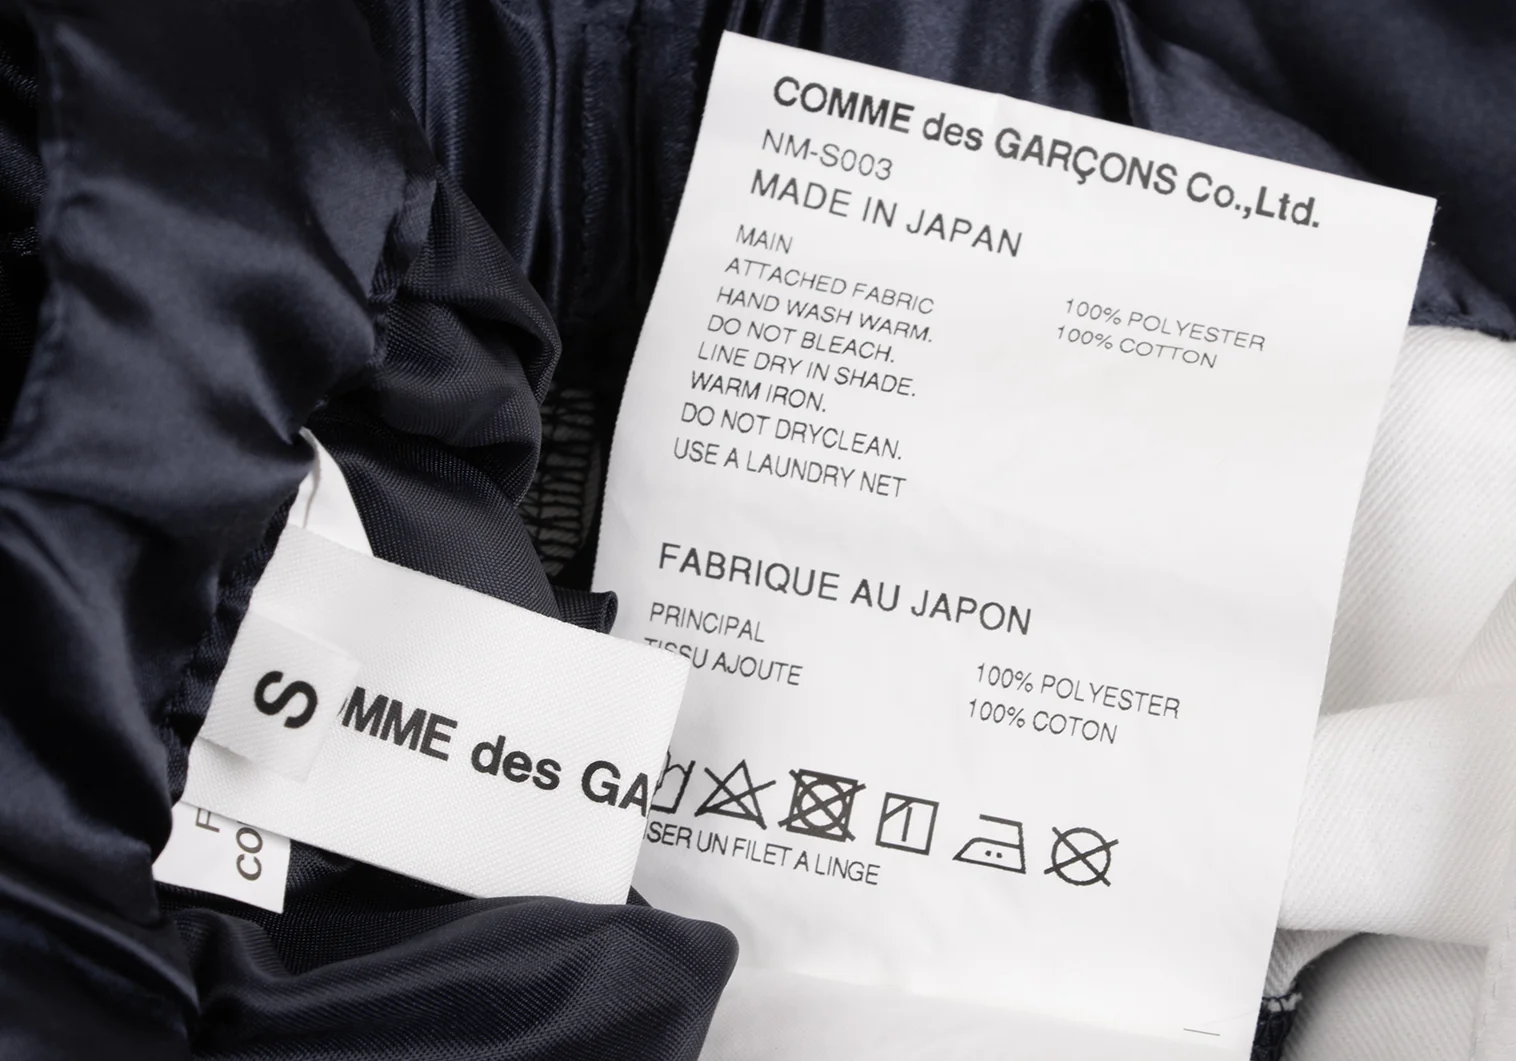 COMME des GARÇONS Co.,Ltd.
NM-S003
MADE IN JAPAN
MAIN 100% POLYESTER
ATTACHED FABRIC 100% COTTON
HAND WASH WARM.
DO NOT BLEACH.
LINE DRY IN SHADE.
WARM IRON.
DO NOT DRYCLEAN.
USE A LAUNDRY NET
FABRIQUE AU JAPON
PRINCIPAL 100% POLYESTER
TISSU AJOUTE 100% COTON
SER UN FILET A LINGE
S
OMME des GA
F
CO